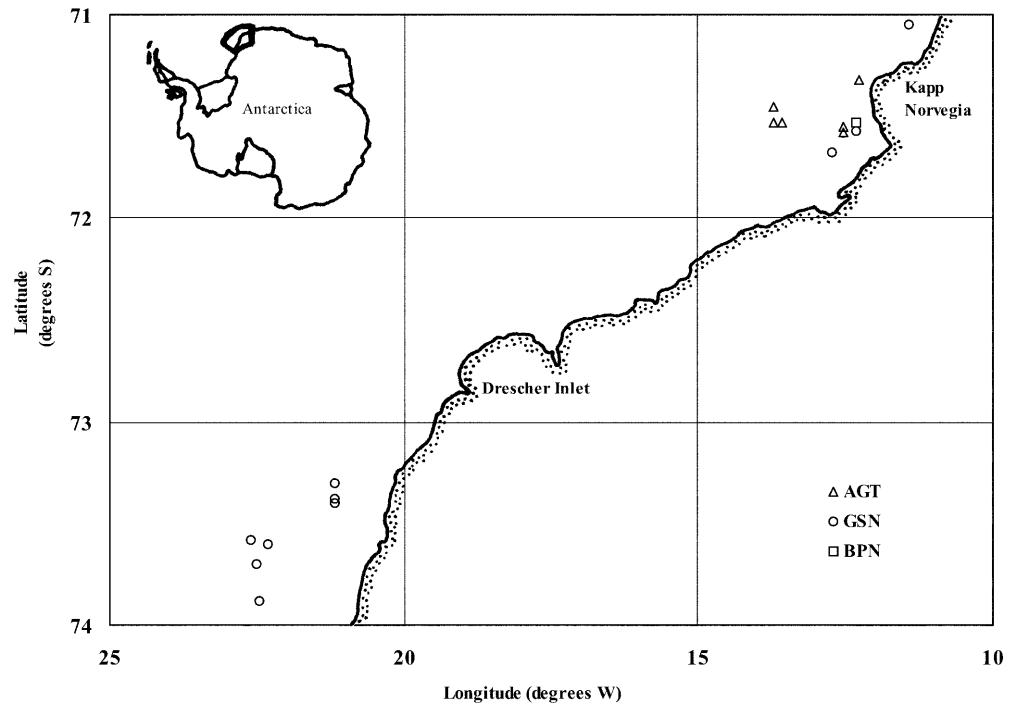 71
Antarctica
Kapp
Norvegia
72
Latitude
(degrees S)
Drescher Inlet
73
AGT
GSN
BPN
74
25
20
15
10
Longitude (degrees W)